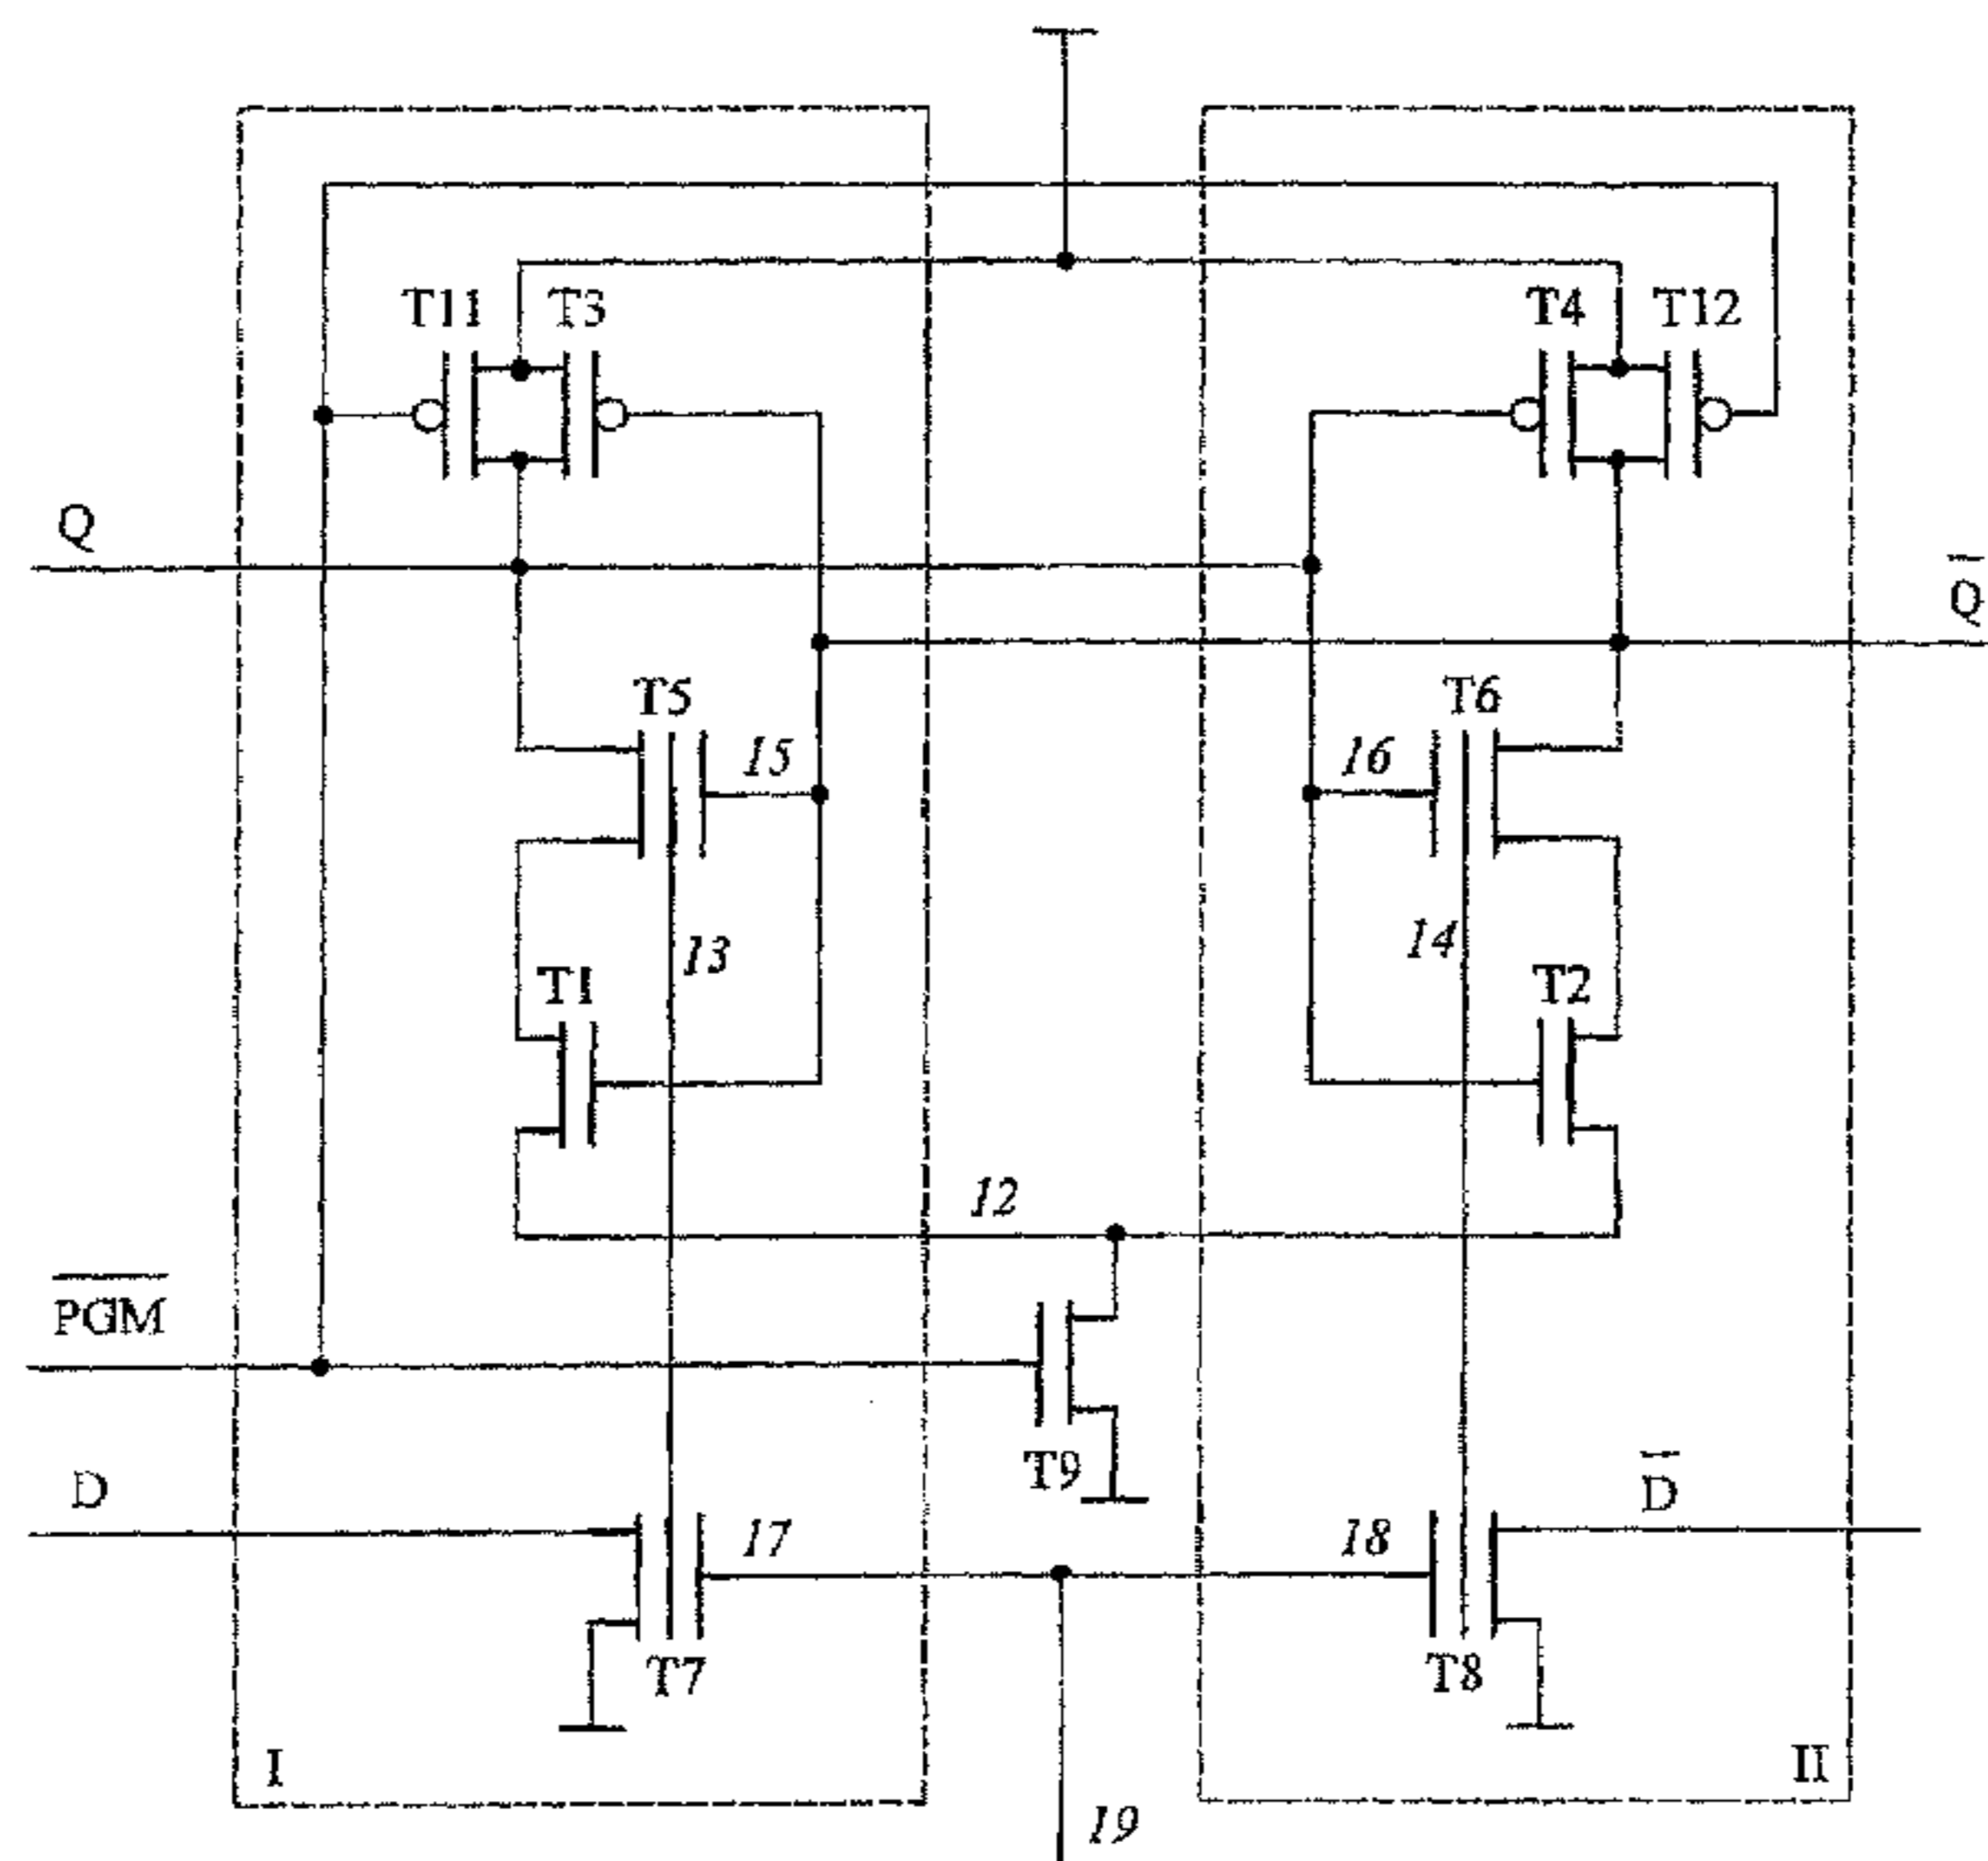 T11 T3 T4 T12
Q
Q̅
T5 T6
15 16
13 14
T1 T2
12
P̅G̅M̅
T9
D D̅
17 18
T7 T8
I II
19